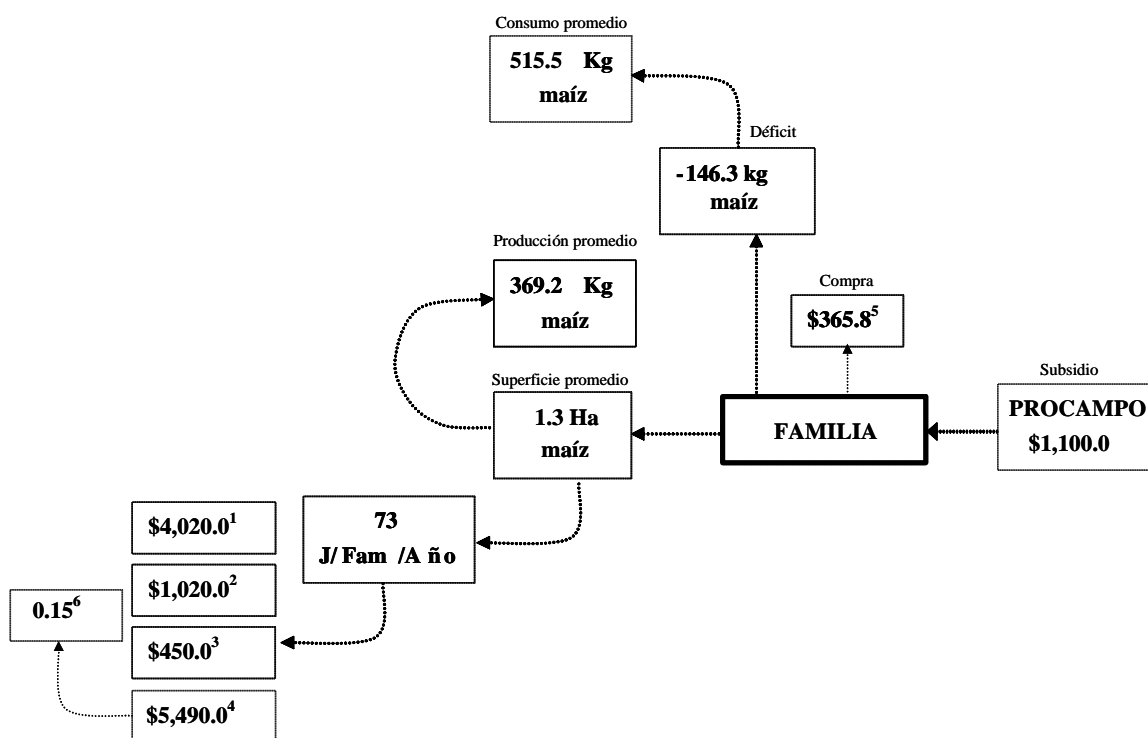 Consumo promedio
515.5 Kg
maíz
Déficit
-146.3 kg
maíz
Producción promedio
369.2 Kg
maíz
Compra
$365.8⁵
Superficie promedio
1.3 Ha
maíz
FAMILIA
Subsidio
PROCAMPO
$1,100.0
73
J/ Fam /A ño
$4,020.0¹
$1,020.0²
0.15⁶
$450.0³
$5,490.0⁴